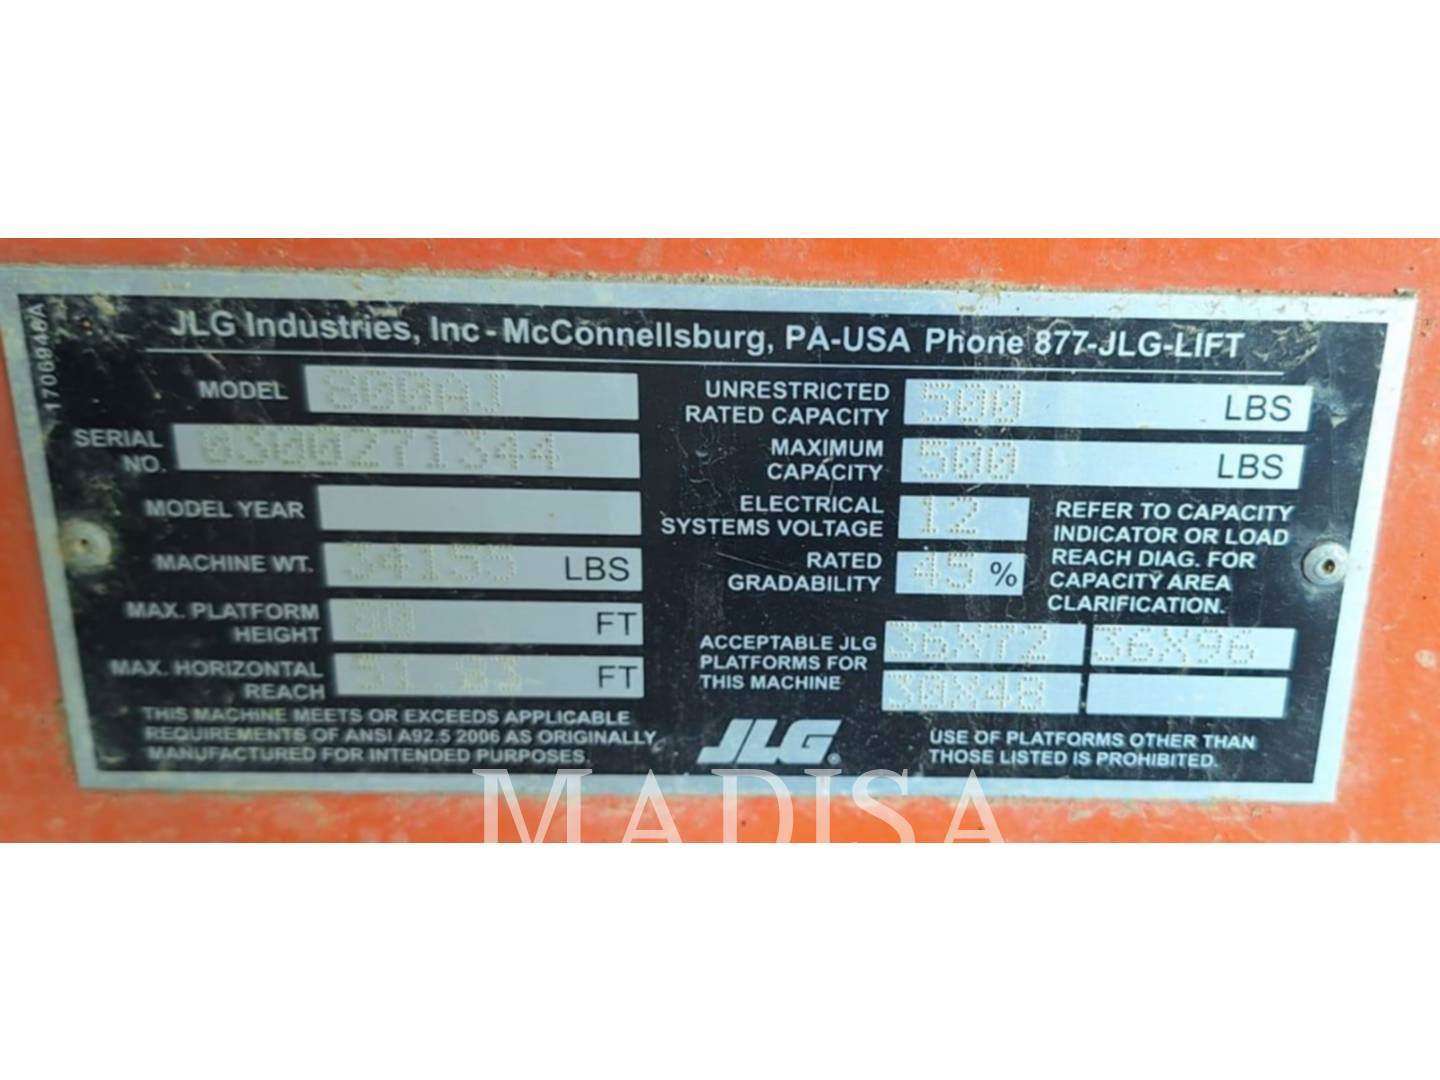 JLG Industries, Inc - McConnellsburg, PA-USA Phone 877-JLG-LIFT
1706948A
MODEL 800AJ
SERIAL NO. 0300271344
MODEL YEAR
MACHINE WT. 34155 LBS
MAX. PLATFORM HEIGHT 80 FT
MAX. HORIZONTAL REACH FT
THIS MACHINE MEETS OR EXCEEDS APPLICABLE
REQUIREMENTS OF ANSI A92.5 2006 AS ORIGINALLY
MANUFACTURED FOR INTENDED PURPOSES.
UNRESTRICTED RATED CAPACITY 500 LBS
MAXIMUM CAPACITY 500 LBS
ELECTRICAL SYSTEMS VOLTAGE 12
RATED GRADABILITY 45 %
REFER TO CAPACITY
INDICATOR OR LOAD
REACH DIAG. FOR
CAPACITY AREA
CLARIFICATION.
ACCEPTABLE JLG
PLATFORMS FOR
THIS MACHINE
36X72 36X96
30X48
JLG®
USE OF PLATFORMS OTHER THAN
THOSE LISTED IS PROHIBITED.
MADISA